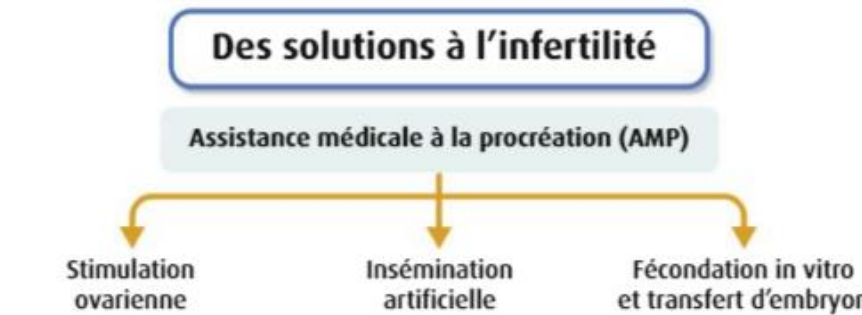 Des solutions à l'infertilité
Assistance médicale à la procréation (AMP)
Stimulation
ovarienne
Insémination
artificielle
Fécondation in vitro
et transfert d'embryon